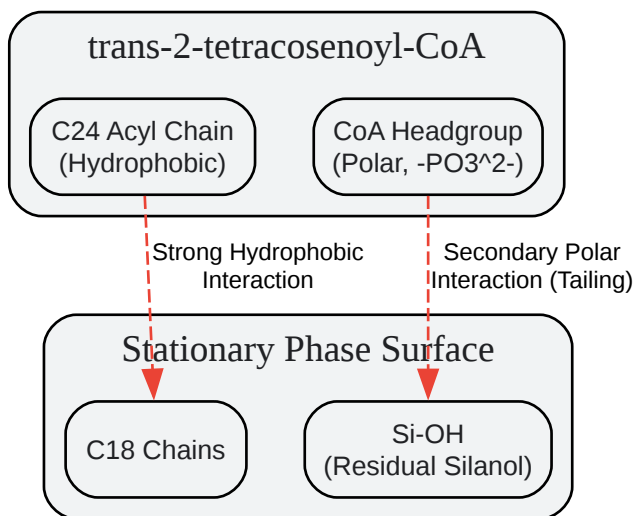 trans-2-tetracosenoyl-CoA
C24 Acyl Chain
(Hydrophobic)
CoA Headgroup
(Polar, -PO3^2-)
Strong Hydrophobic
Interaction
Secondary Polar
Interaction (Tailing)
Stationary Phase Surface
C18 Chains
Si-OH
(Residual Silanol)